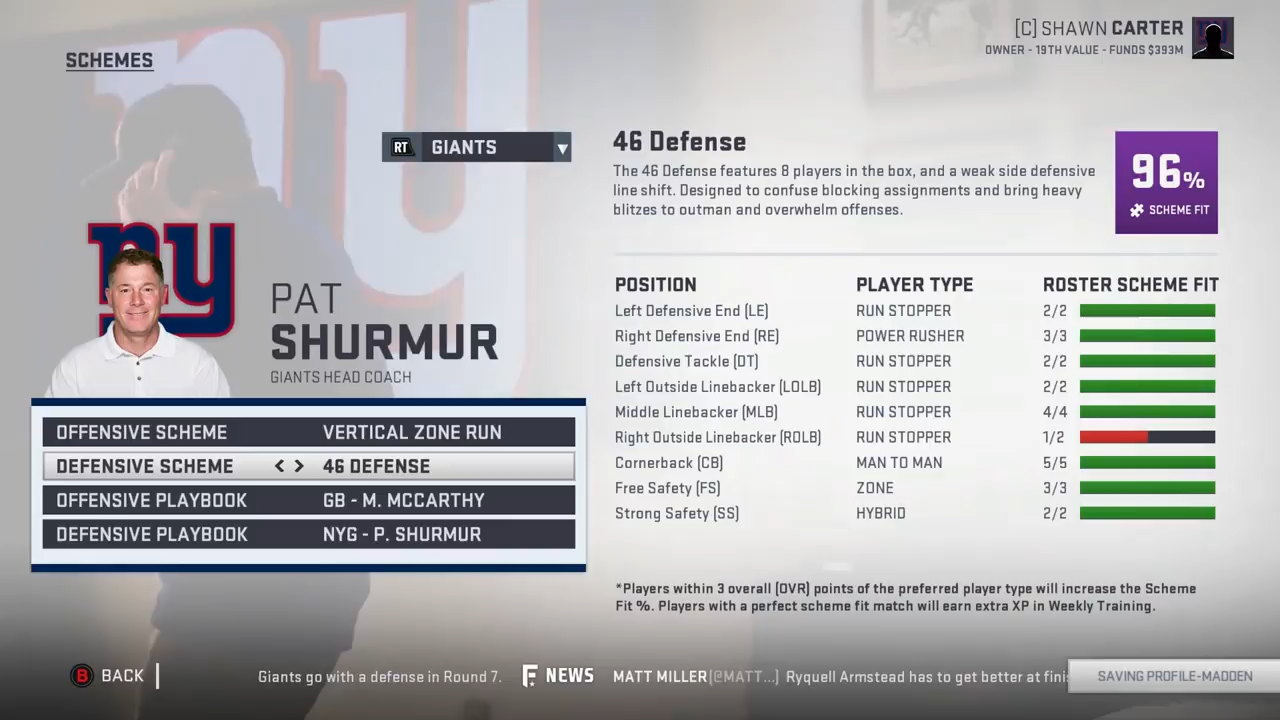 SCHEMES
[C] SHAWN CARTER
OWNER - 19TH VALUE - FUNDS $393M
RT GIANTS
ny
PAT
SHURMUR
GIANTS HEAD COACH
OFFENSIVE SCHEME VERTICAL ZONE RUN
DEFENSIVE SCHEME < > 46 DEFENSE
OFFENSIVE PLAYBOOK GB - M. MCCARTHY
DEFENSIVE PLAYBOOK NYG - P. SHURMUR
46 Defense
The 46 Defense features 8 players in the box, and a weak side defensive
line shift. Designed to confuse blocking assignments and bring heavy
blitzes to outman and overwhelm offenses.
96%
SCHEME FIT
POSITION PLAYER TYPE ROSTER SCHEME FIT
Left Defensive End (LE) RUN STOPPER 2/2
Right Defensive End (RE) POWER RUSHER 3/3
Defensive Tackle (DT) RUN STOPPER 2/2
Left Outside Linebacker (LOLB) RUN STOPPER 2/2
Middle Linebacker (MLB) RUN STOPPER 4/4
Right Outside Linebacker (ROLB) RUN STOPPER 1/2
Cornerback (CB) MAN TO MAN 5/5
Free Safety (FS) ZONE 3/3
Strong Safety (SS) HYBRID 2/2
*Players within 3 overall (OVR) points of the preferred player type will increase the Scheme
Fit %. Players with a perfect scheme fit match will earn extra XP in Weekly Training.
B BACK
Giants go with a defense in Round 7. F NEWS MATT MILLER[@MATT...] Ryquell Armstead has to get better at fini
SAVING PROFILE-MADDEN